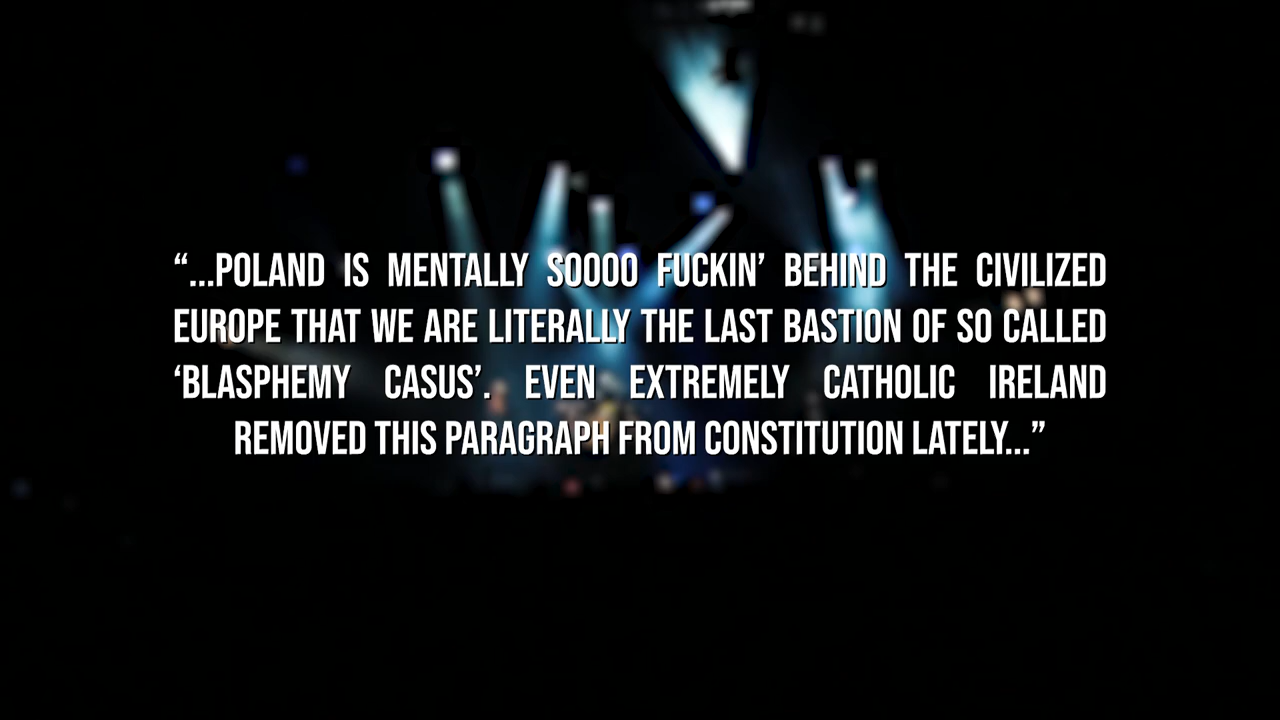 “...POLAND IS MENTALLY SOOOO FUCKIN’ BEHIND THE CIVILIZED
EUROPE THAT WE ARE LITERALLY THE LAST BASTION OF SO CALLED
‘BLASPHEMY CASUS’. EVEN EXTREMELY CATHOLIC IRELAND
REMOVED THIS PARAGRAPH FROM CONSTITUTION LATELY...”